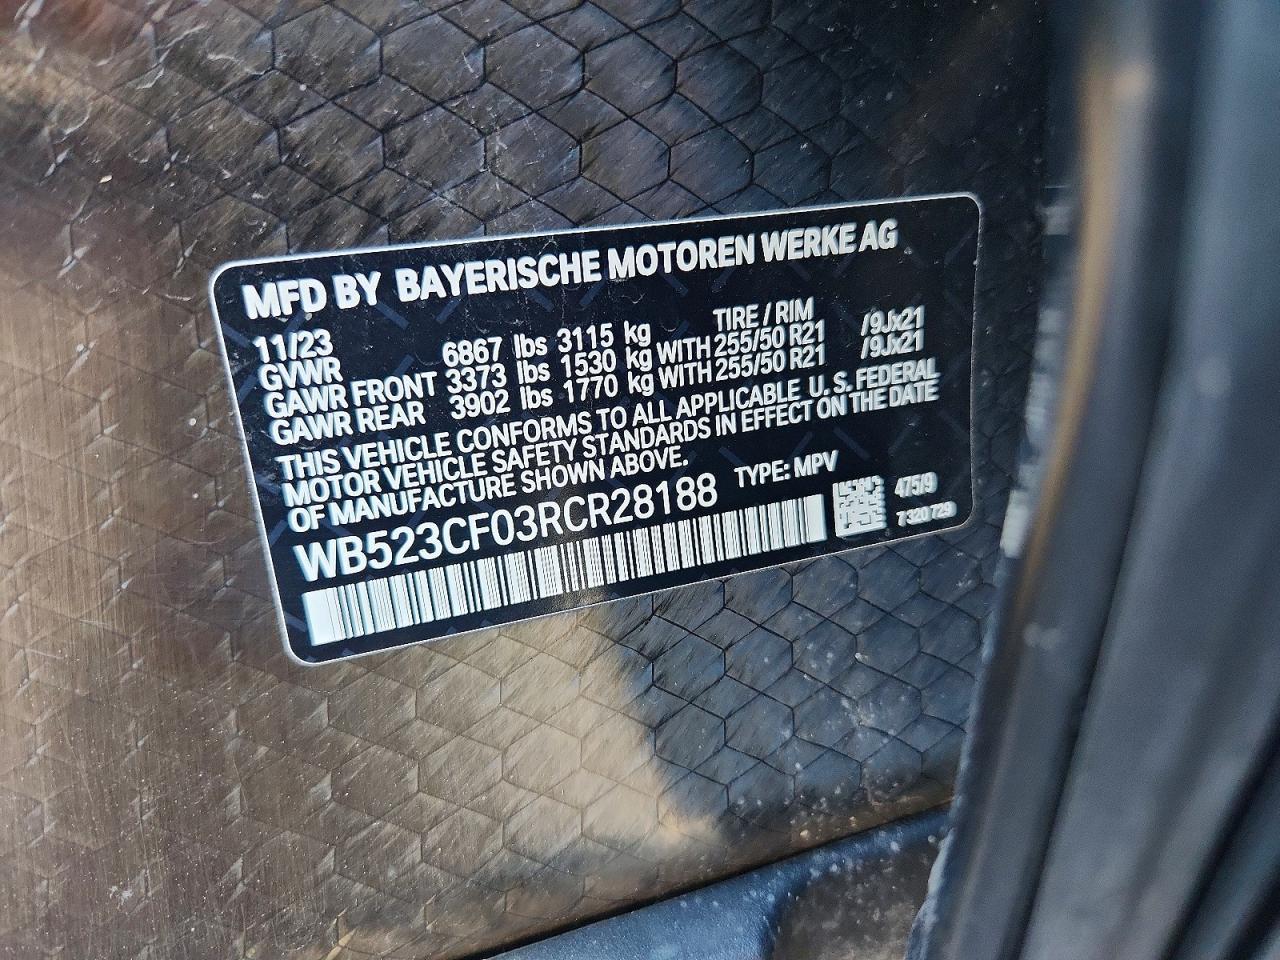 MFD BY BAYERISCHE MOTOREN WERKE AG
11/23 TIRE / RIM
GVWR 6867 lbs 3115 kg
GAWR FRONT 3373 lbs 1530 kg WITH 255/50 R21 /9Jx21
GAWR REAR 3902 lbs 1770 kg WITH 255/50 R21 /9Jx21
THIS VEHICLE CONFORMS TO ALL APPLICABLE U. S. FEDERAL
MOTOR VEHICLE SAFETY STANDARDS IN EFFECT ON THE DATE
OF MANUFACTURE SHOWN ABOVE.
WB523CF03RCR28188 TYPE: MPV
475/9
7 320 729